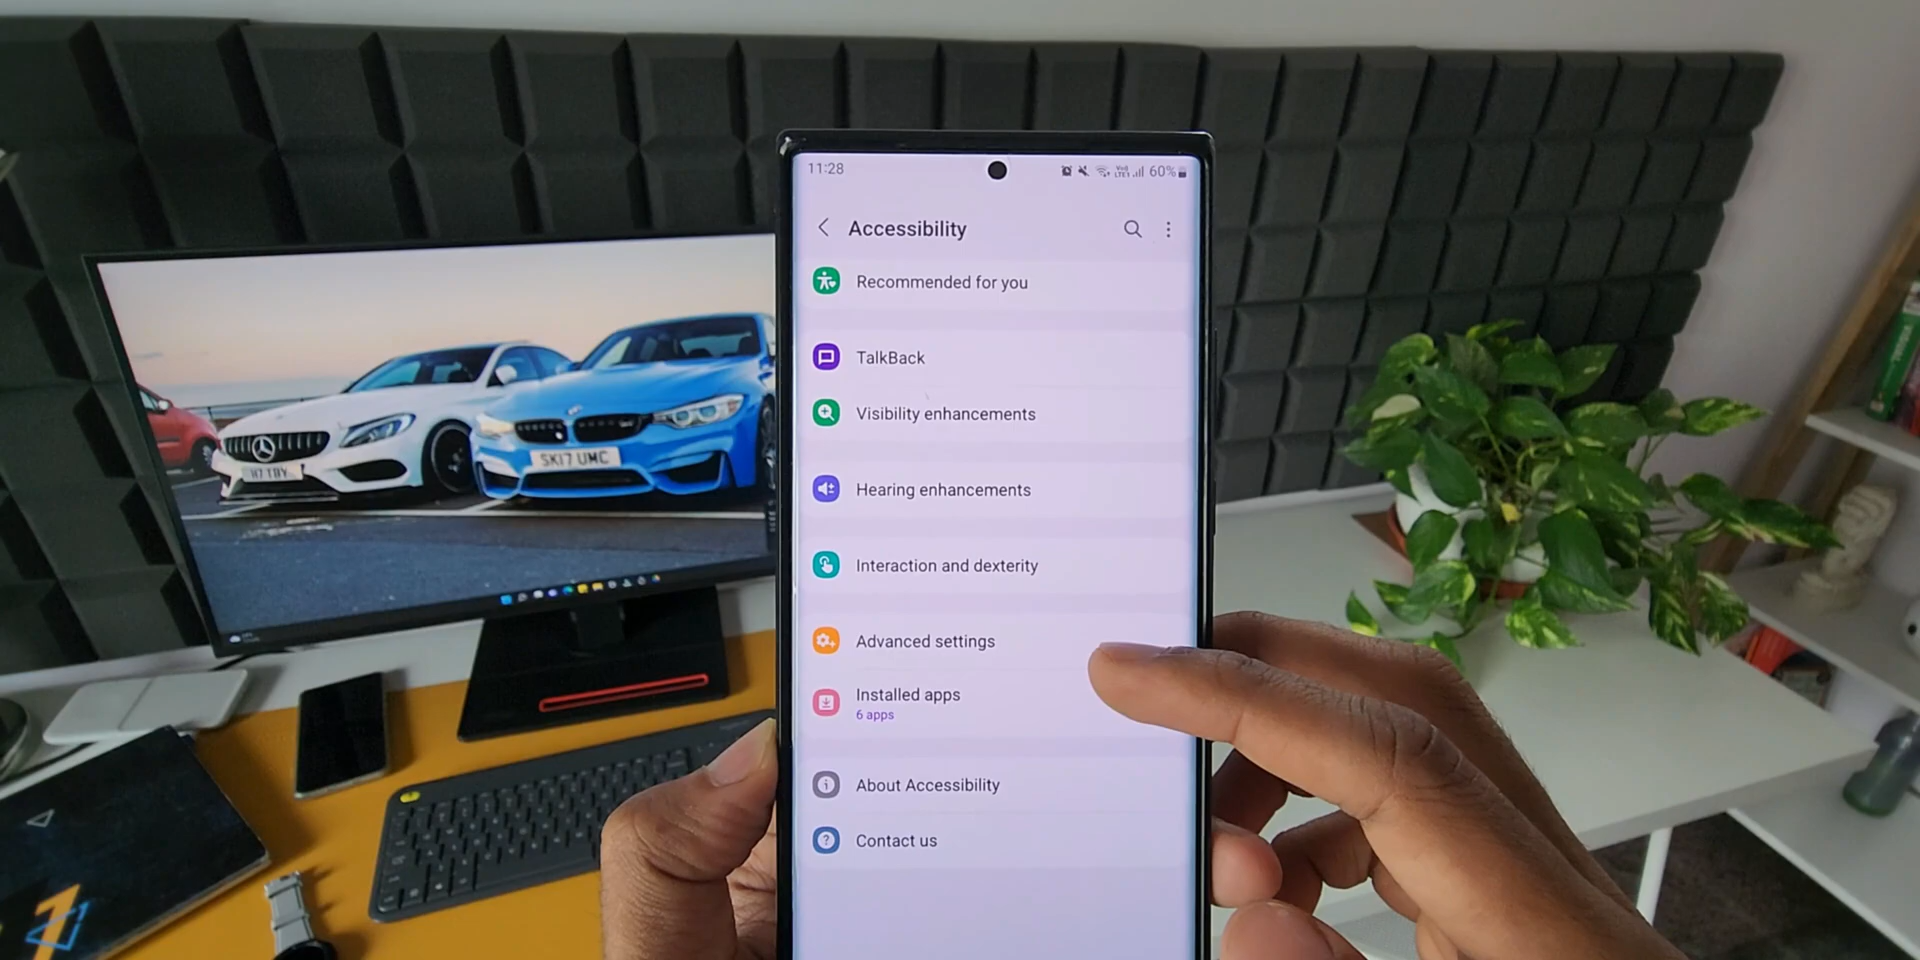 11:28
60%
Accessibility
Recommended for you
TalkBack
Visibility enhancements
Hearing enhancements
Interaction and dexterity
Advanced settings
Installed apps
6 apps
About Accessibility
Contact us
SK17 UMC